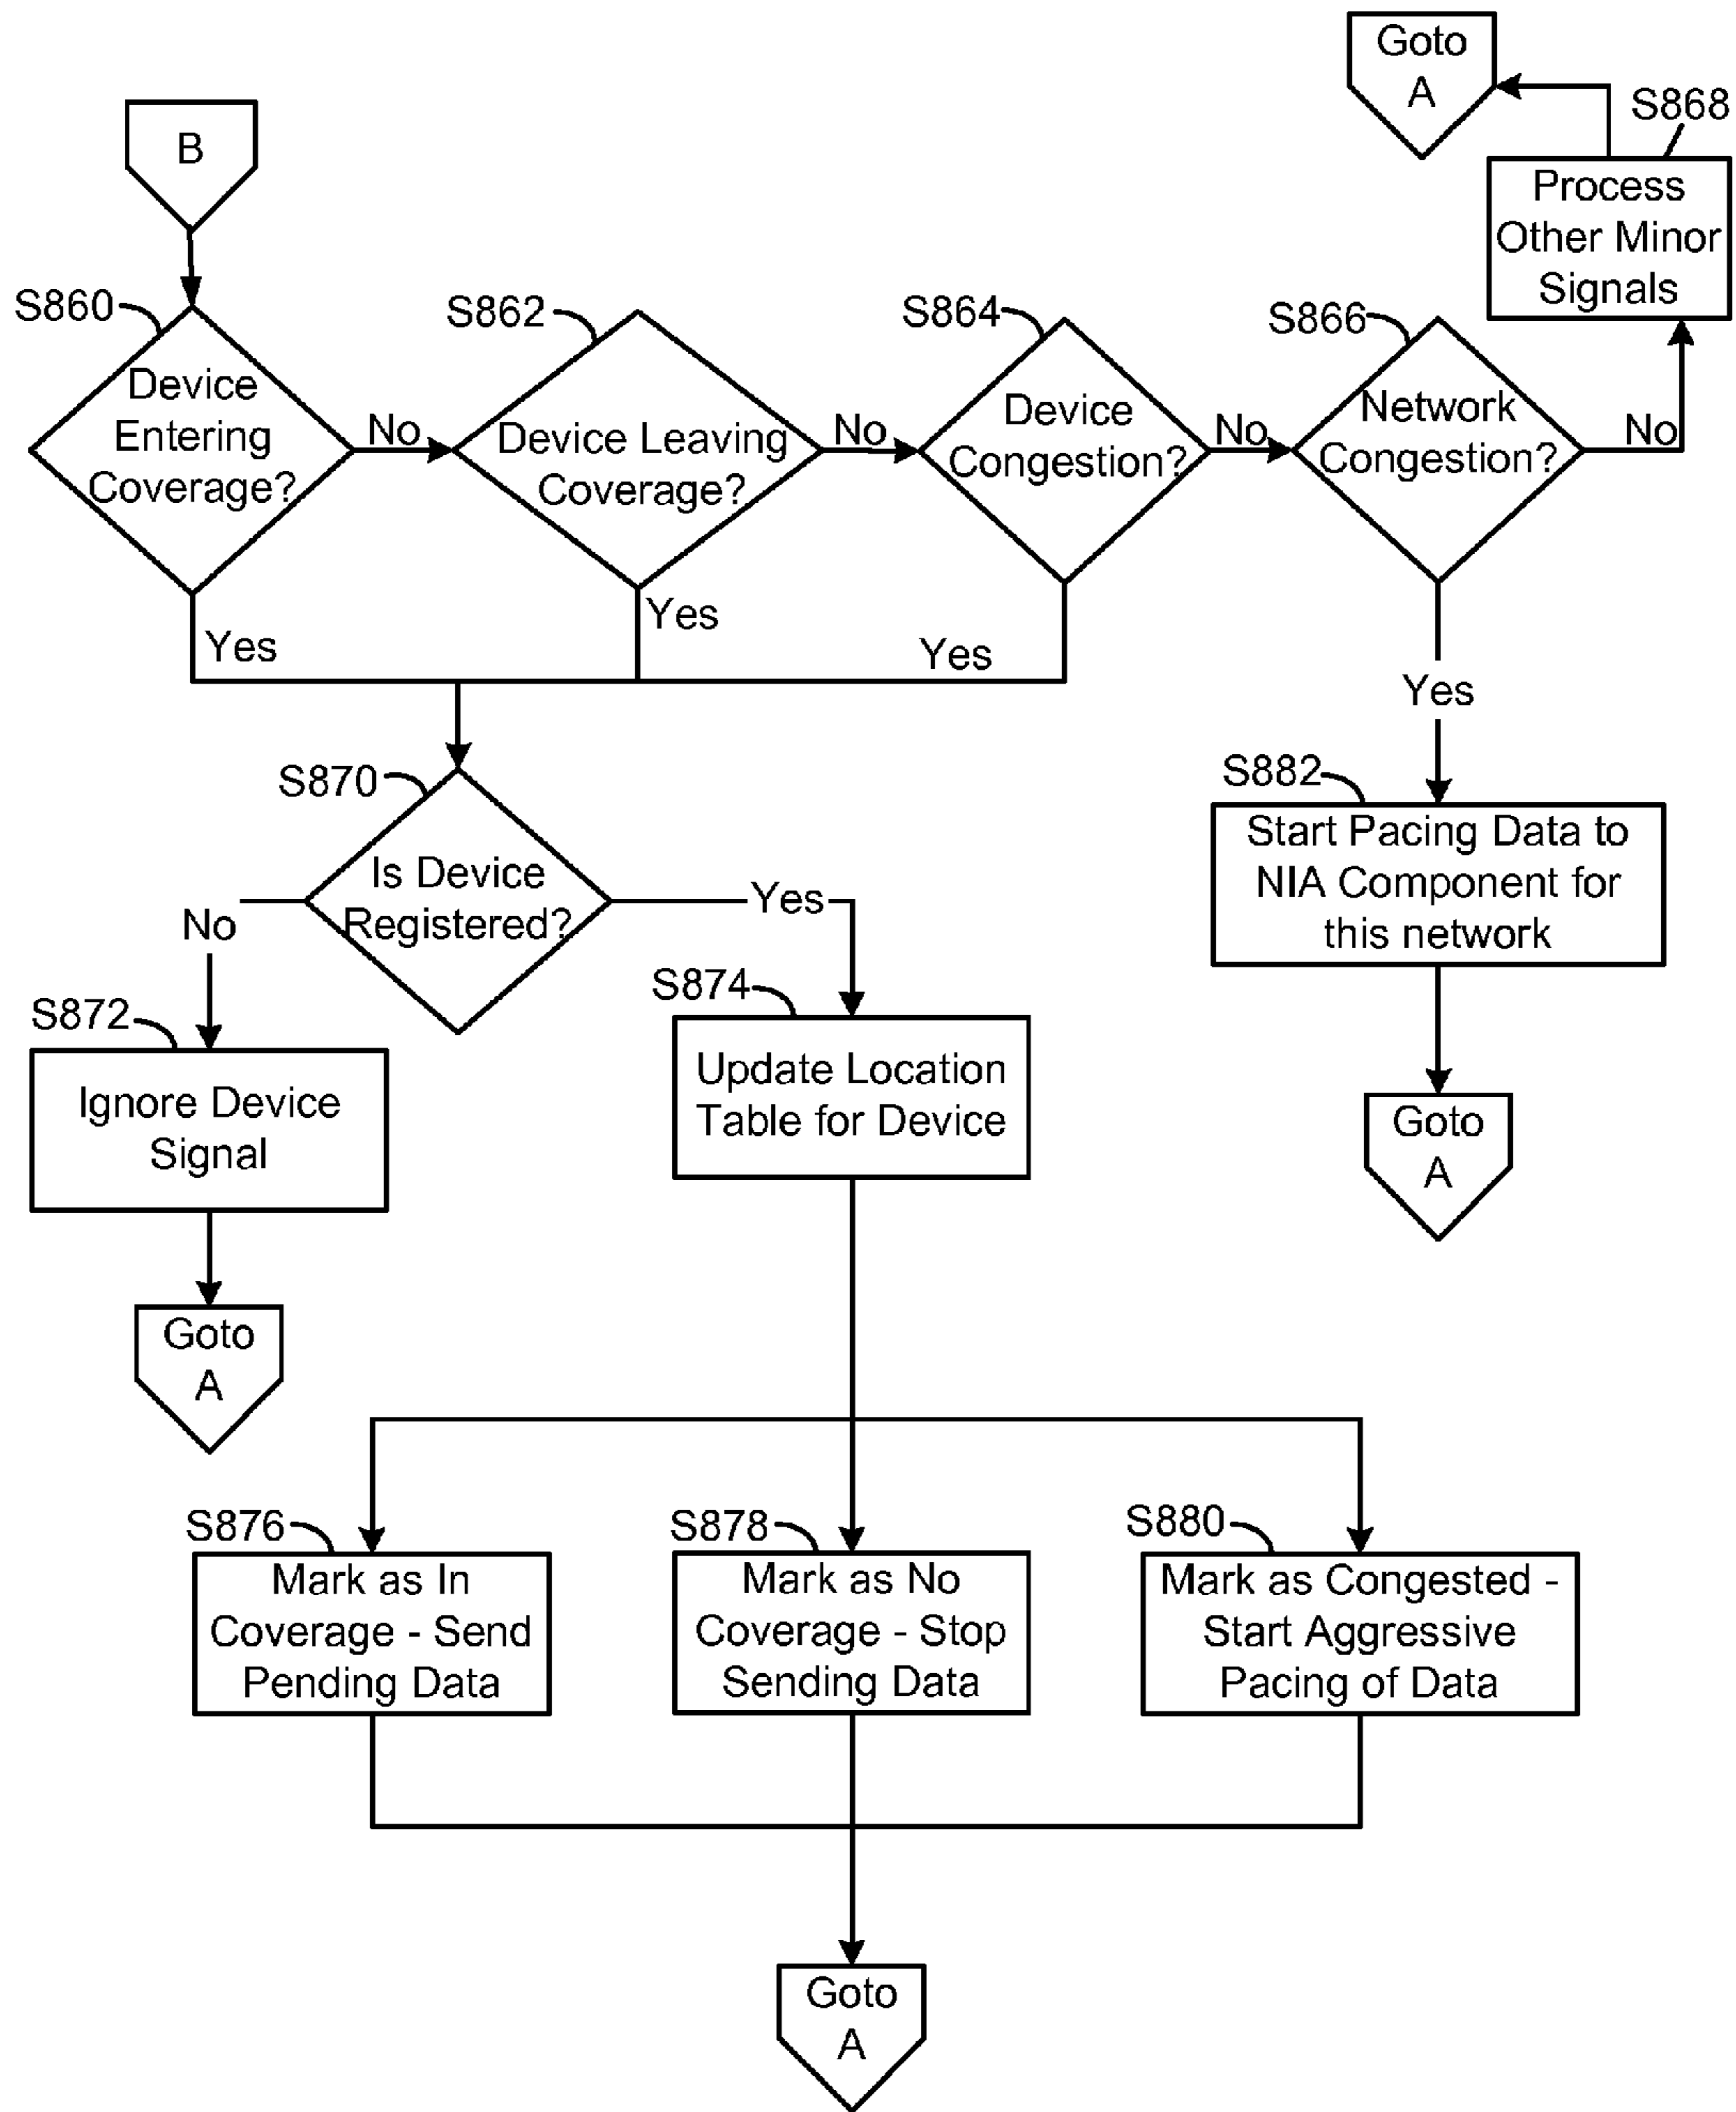 Goto
A
S868
B
Process
Other Minor
Signals
S860
Device
Entering
Coverage?
No
S862
Device Leaving
Coverage?
No
S864
Device
Congestion?
No
S866
Network
Congestion?
No
Yes
Yes
Yes
Yes
S870
Is Device
Registered?
No
Yes
S882
Start Pacing Data to
NIA Component for
this network
S872
Ignore Device
Signal
S874
Update Location
Table for Device
Goto
A
Goto
A
S876
Mark as In
Coverage - Send
Pending Data
S878
Mark as No
Coverage - Stop
Sending Data
S880
Mark as Congested -
Start Aggressive
Pacing of Data
Goto
A